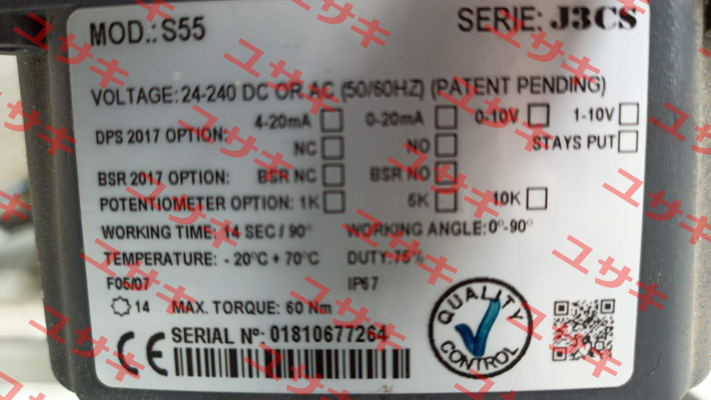 MOD.: S55 SERIE: J3CS
VOLTAGE: 24-240 DC OR AC (50/60HZ) (PATENT PENDING)
DPS 2017 OPTION: 4-20mA 0-20mA 0-10V 1-10V
NC NO STAYS PUT
BSR 2017 OPTION: BSR NC BSR NO
POTENTIOMETER OPTION: 1K 5K 10K
WORKING TIME: 14 SEC / 90° WORKING ANGLE: 0°-90°
TEMPERATURE: - 20°C + 70°C DUTY: 75%
F05/07 IP67
14 MAX. TORQUE: 60 Nm
SERIAL Nº- 01810677264
CE
QUALITY
CONTROL
ユサキ